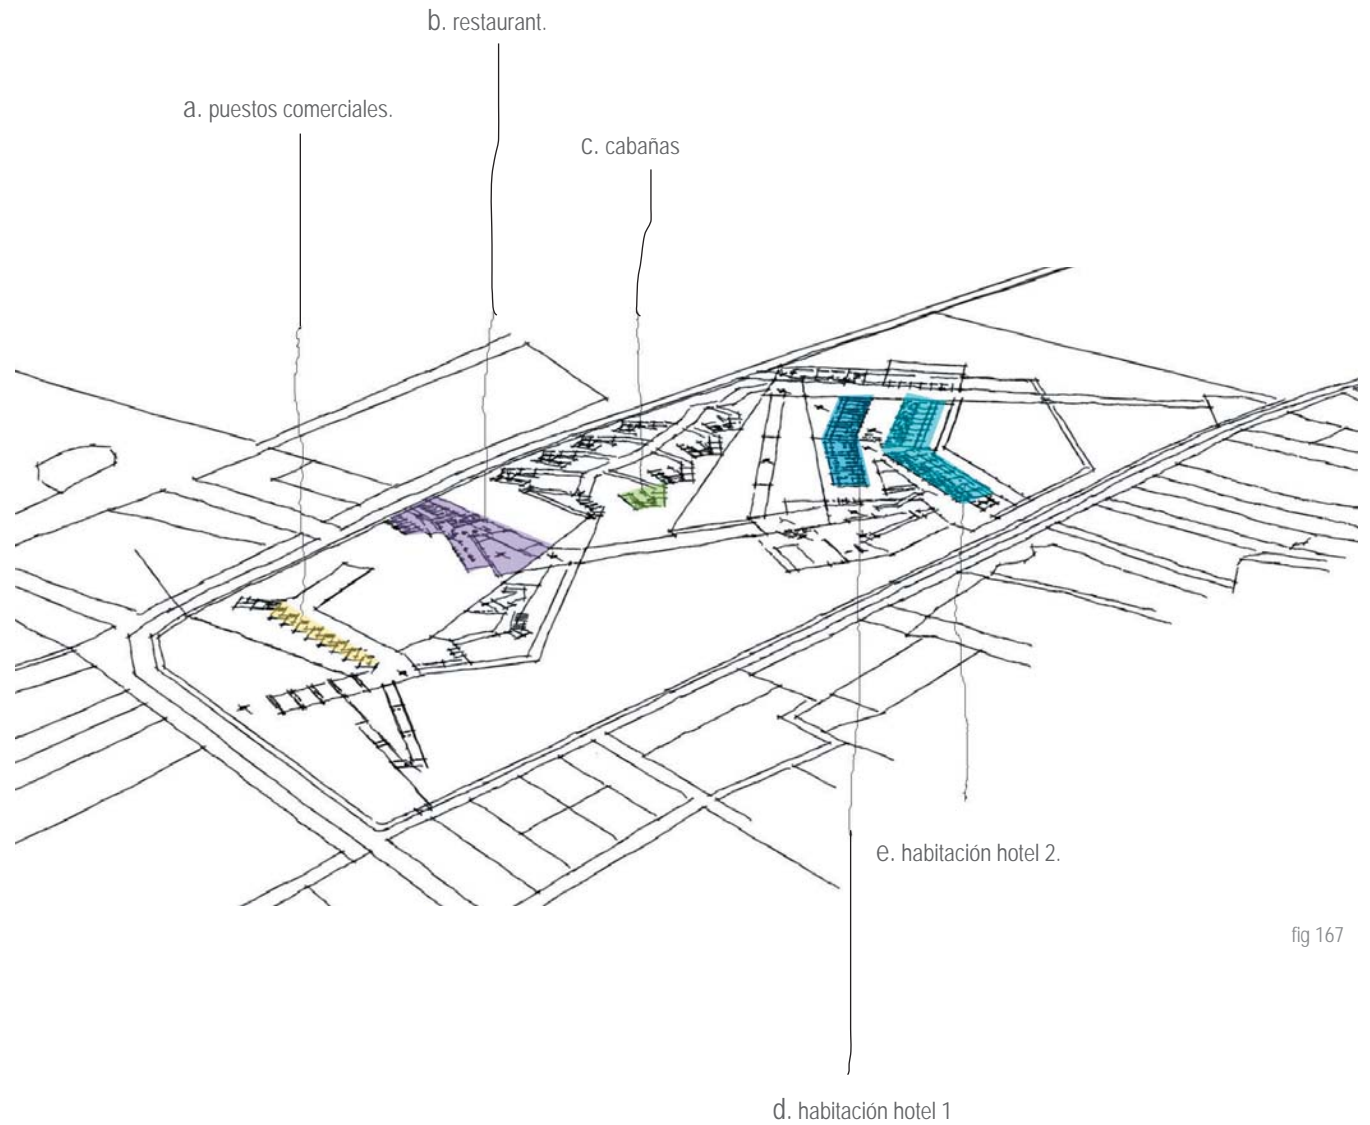 b. restaurant.
a. puestos comerciales.
c. cabañas
e. habitación hotel 2.
fig 167
d. habitación hotel 1